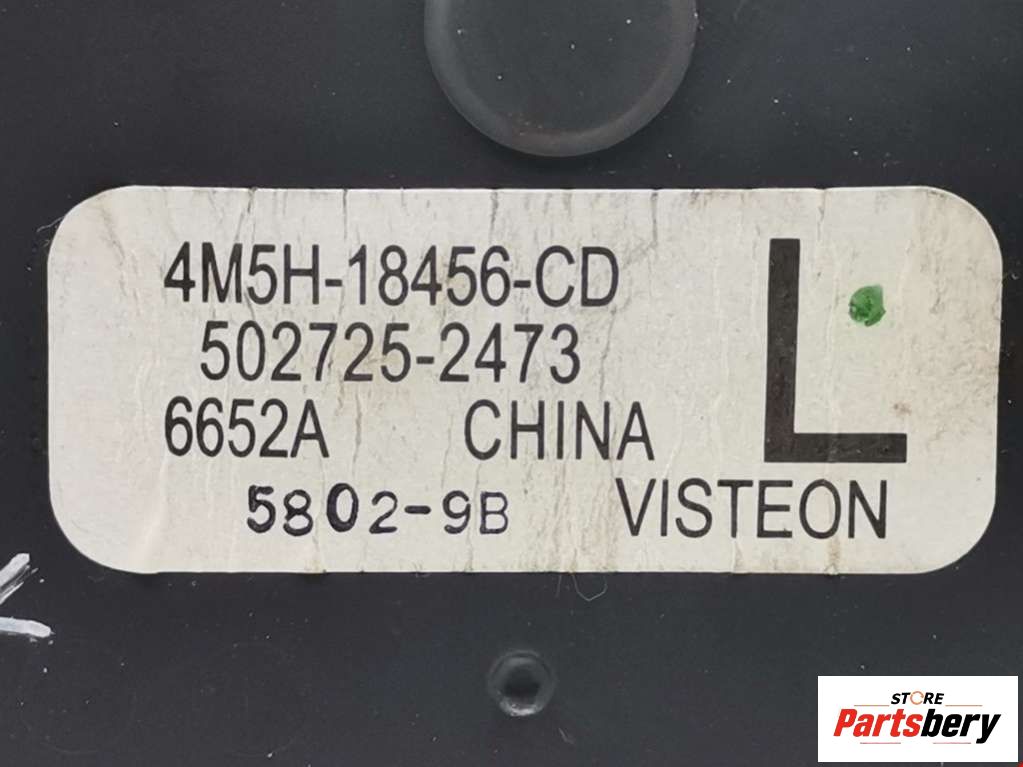 4M5H-18456-CD
502725-2473
6652A CHINA
5802-9B VISTEON
L
STORE
Partsbery